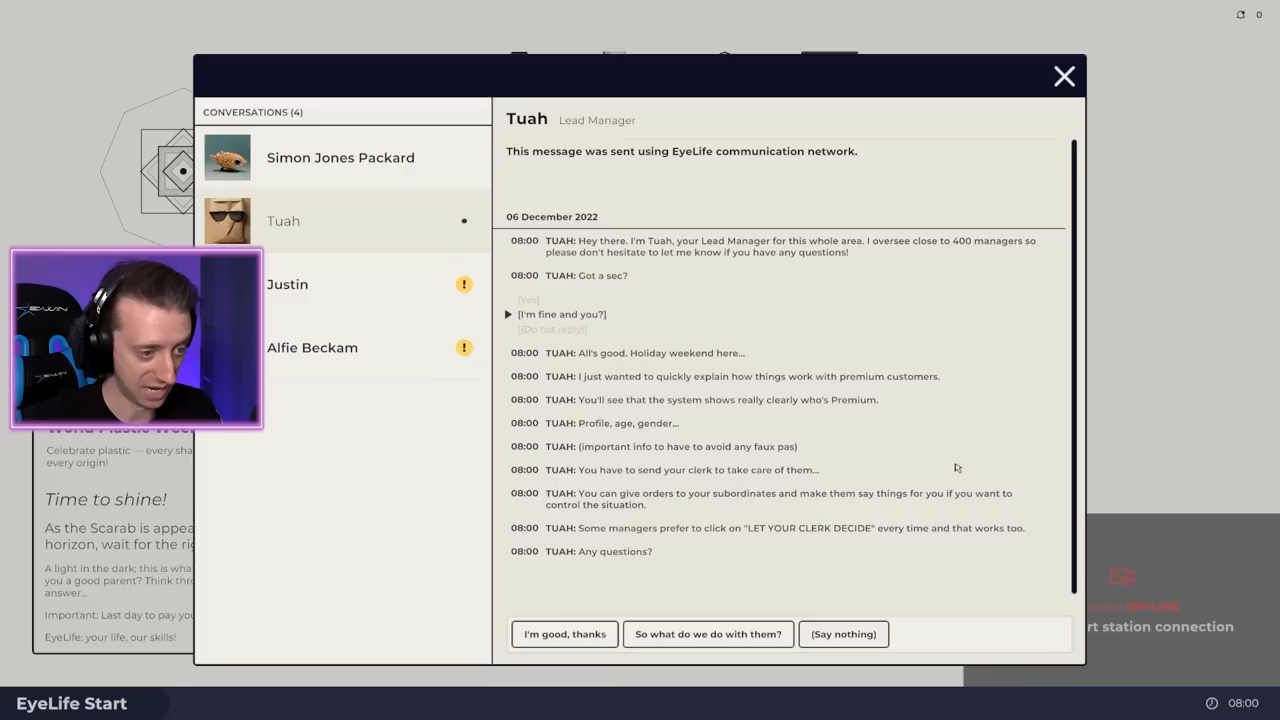 0
CONVERSATIONS (4)
Simon Jones Packard
Tuah
Justin
!
Alfie Beckam
!
Tuah Lead Manager
This message was sent using EyeLife communication network.
06 December 2022
08:00 TUAH: Hey there. I'm Tuah, your Lead Manager for this whole area. I oversee close to 400 managers so
please don't hesitate to let me know if you have any questions!
08:00 TUAH: Got a sec?
[Yes]
[I'm fine and you?]
[(Do not reply)]
08:00 TUAH: All's good. Holiday weekend here...
08:00 TUAH: I just wanted to quickly explain how things work with premium customers.
08:00 TUAH: You'll see that the system shows really clearly who's Premium.
08:00 TUAH: Profile, age, gender...
08:00 TUAH: (important info to have to avoid any faux pas)
08:00 TUAH: You have to send your clerk to take care of them...
08:00 TUAH: You can give orders to your subordinates and make them say things for you if you want to
control the situation.
08:00 TUAH: Some managers prefer to click on "LET YOUR CLERK DECIDE" every time and that works too.
08:00 TUAH: Any questions?
I'm good, thanks
So what do we do with them?
(Say nothing)
Celebrate plastic — every sha
every origin!
Time to shine!
As the Scarab is appea
horizon, wait for the rig
A light in the dark; this is wha
you a good parent? Think thro
answer...
Important: Last day to pay you
EyeLife: your life, our skills!
OFFLINE
rt station connection
EyeLife Start
08:00